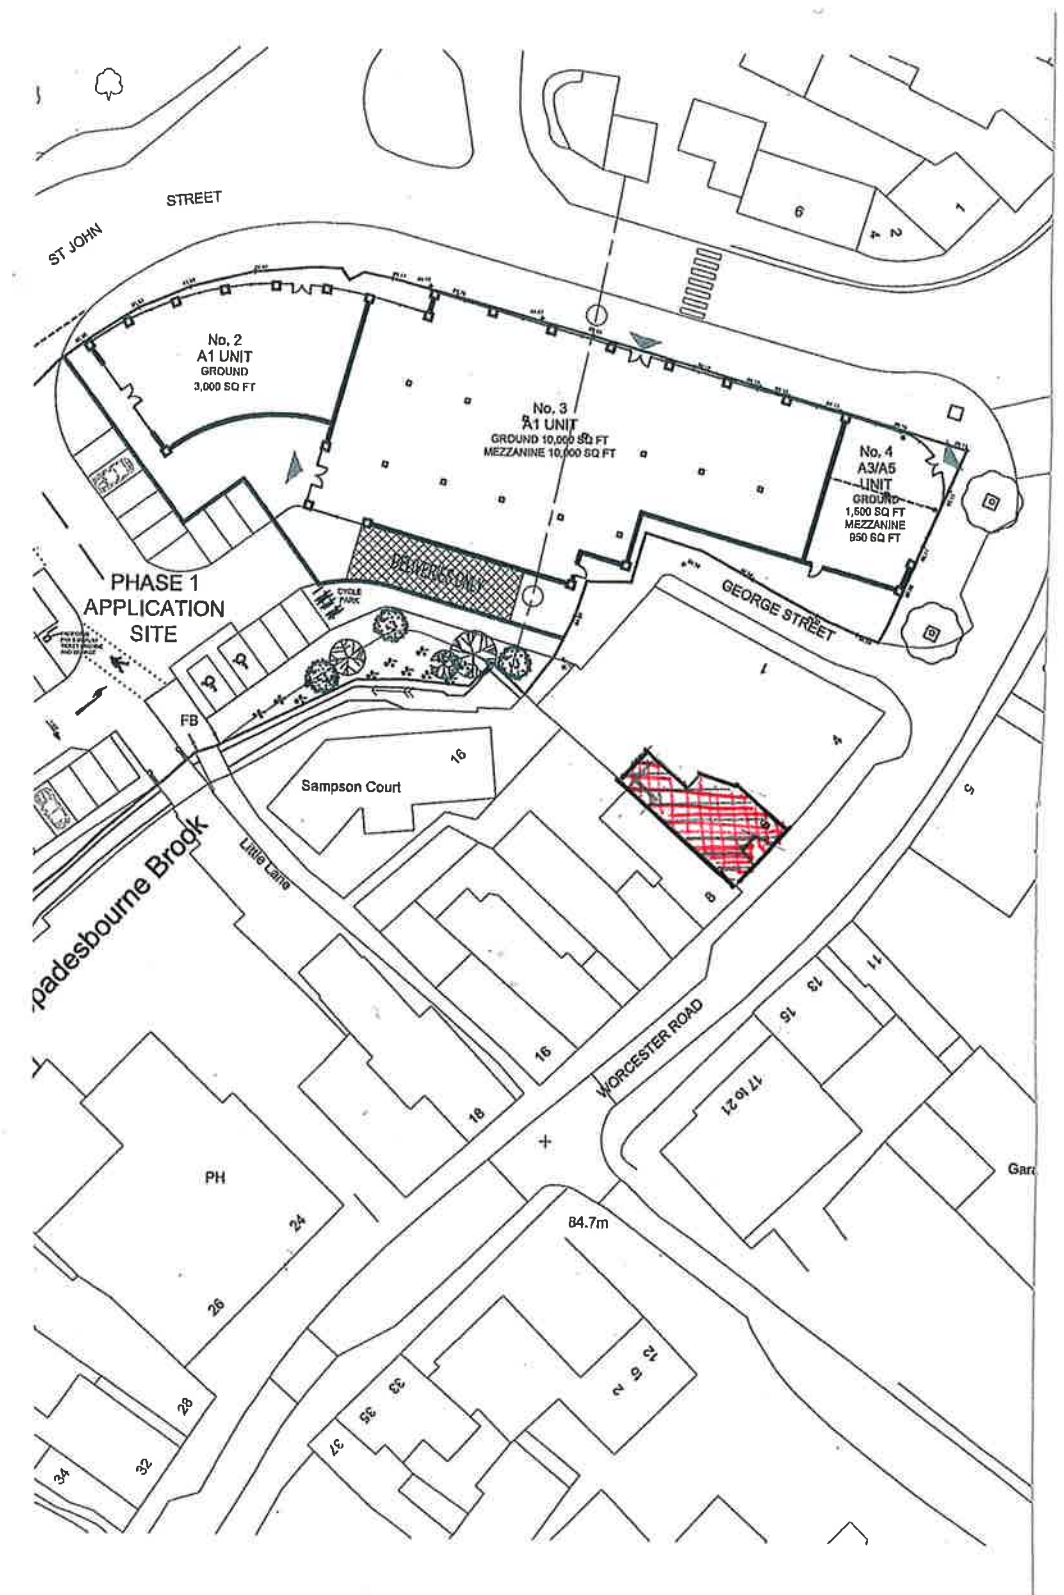 STREET
ST JOHN
6
4
2
1
No. 2
A1 UNIT
GROUND
3,000 SQ FT
No. 3
A1 UNIT
GROUND 10,000 SQ FT
MEZZANINE 10,000 SQ FT
No. 4
A3/A5
UNIT
GROUND
1,500 SQ FT
MEZZANINE
950 SQ FT
DELIVERIES ONLY
CYCLE
PARK
PHASE 1
APPLICATION
SITE
GEORGE STREET
1
4
5
FB
16
Sampson Court
Little Lane
padesbourne Brook
6
8
11
13
15
WORCESTER ROAD
17 to 21
16
18
PH
24
26
84.7m
Gara
12
to
2
33
35
37
28
32
34